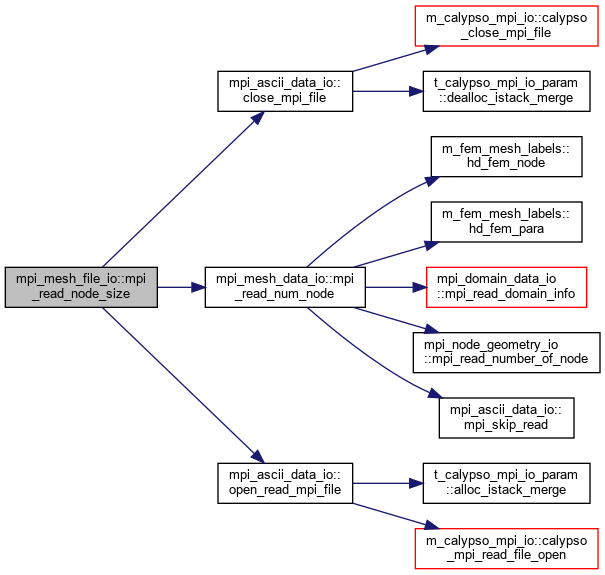 m_calypso_mpi_io::calypso
_close_mpi_file
mpi_ascii_data_io::
close_mpi_file
t_calypso_mpi_io_param
::dealloc_istack_merge
m_fem_mesh_labels::
hd_fem_node
m_fem_mesh_labels::
hd_fem_para
mpi_mesh_file_io::mpi
_read_node_size
mpi_mesh_data_io::mpi
_read_num_node
mpi_domain_data_io
::mpi_read_domain_info
mpi_node_geometry_io
::mpi_read_number_of_node
mpi_ascii_data_io::
mpi_skip_read
mpi_ascii_data_io::
open_read_mpi_file
t_calypso_mpi_io_param
::alloc_istack_merge
m_calypso_mpi_io::calypso
_mpi_read_file_open